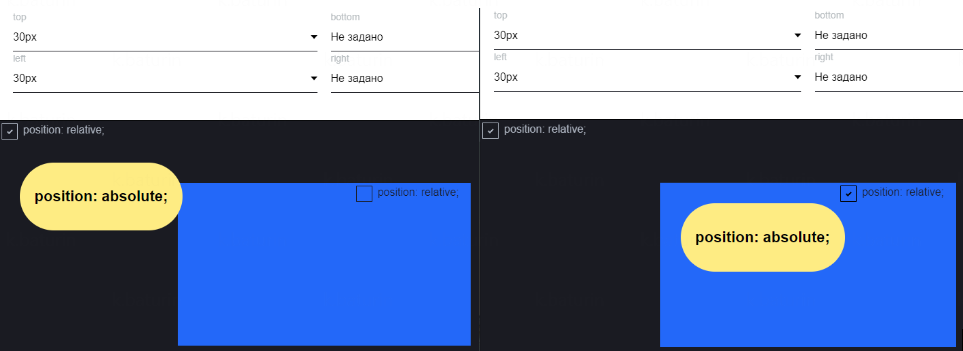 top
bottom
30px
Не задано
left
right
30px
Не задано
position: relative;
position: absolute;
position: relative;
top
bottom
30px
Не задано
left
right
30px
Не задано
position: relative;
position: relative;
position: absolute;